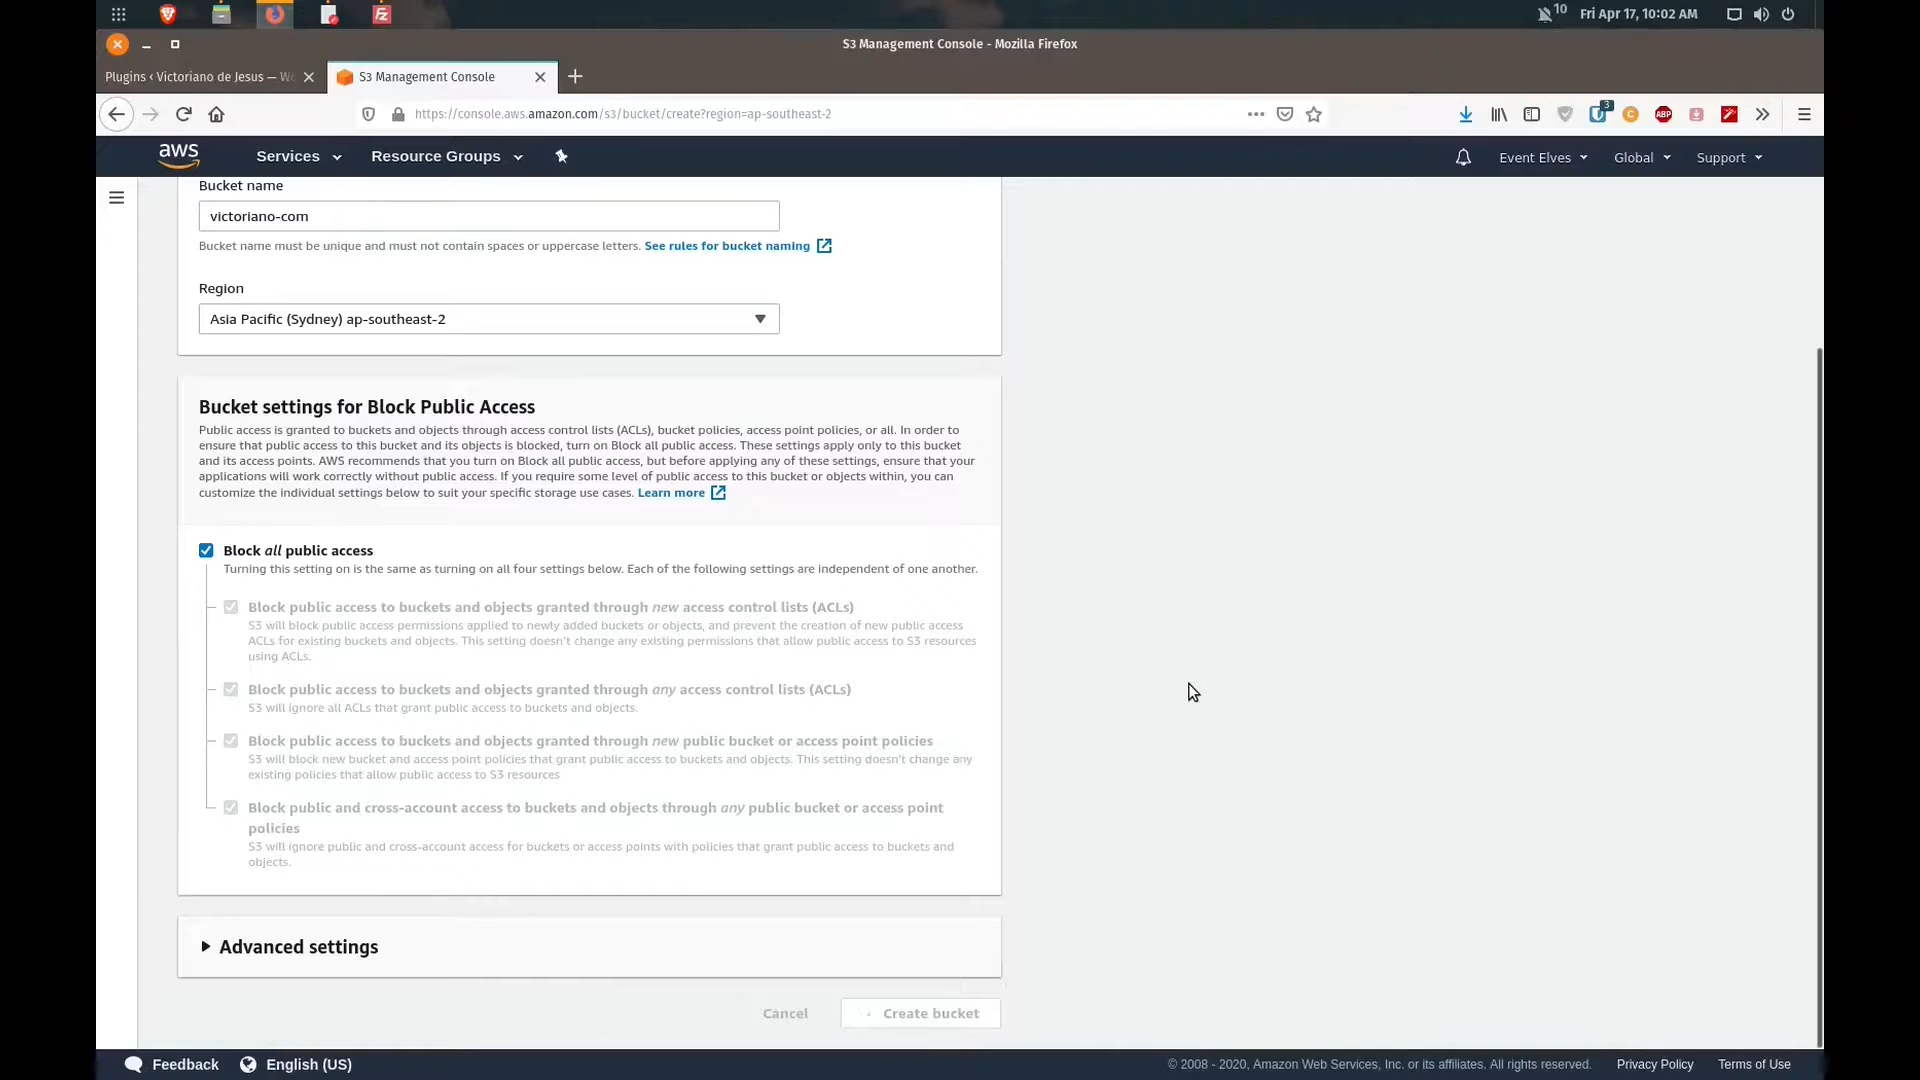 Fri Apr 17, 10:02 AM
10
S3 Management Console - Mozilla Firefox
Plugins ‹ Victoriano de Jesus — Wo
S3 Management Console
https://console.aws.amazon.com/s3/bucket/create?region=ap-southeast-2
3
C
ABP
aws
Services
Resource Groups
Event Elves
Global
Support
Bucket name
victoriano-com
Bucket name must be unique and must not contain spaces or uppercase letters. See rules for bucket naming
Region
Asia Pacific (Sydney) ap-southeast-2
Bucket settings for Block Public Access
Public access is granted to buckets and objects through access control lists (ACLs), bucket policies, access point policies, or all. In order to
ensure that public access to this bucket and its objects is blocked, turn on Block all public access. These settings apply only to this bucket
and its access points. AWS recommends that you turn on Block all public access, but before applying any of these settings, ensure that your
applications will work correctly without public access. If you require some level of public access to this bucket or objects within, you can
customize the individual settings below to suit your specific storage use cases. Learn more
Block all public access
Turning this setting on is the same as turning on all four settings below. Each of the following settings are independent of one another.
Block public access to buckets and objects granted through new access control lists (ACLs)
S3 will block public access permissions applied to newly added buckets or objects, and prevent the creation of new public access
ACLs for existing buckets and objects. This setting doesn't change any existing permissions that allow public access to S3 resources
using ACLs.
Block public access to buckets and objects granted through any access control lists (ACLs)
S3 will ignore all ACLs that grant public access to buckets and objects.
Block public access to buckets and objects granted through new public bucket or access point policies
S3 will block new bucket and access point policies that grant public access to buckets and objects. This setting doesn't change any
existing policies that allow public access to S3 resources
Block public and cross-account access to buckets and objects through any public bucket or access point
policies
S3 will ignore public and cross-account access for buckets or access points with policies that grant public access to buckets and
objects.
Advanced settings
Cancel
Create bucket
Feedback
English (US)
© 2008 - 2020, Amazon Web Services, Inc. or its affiliates. All rights reserved.
Privacy Policy
Terms of Use